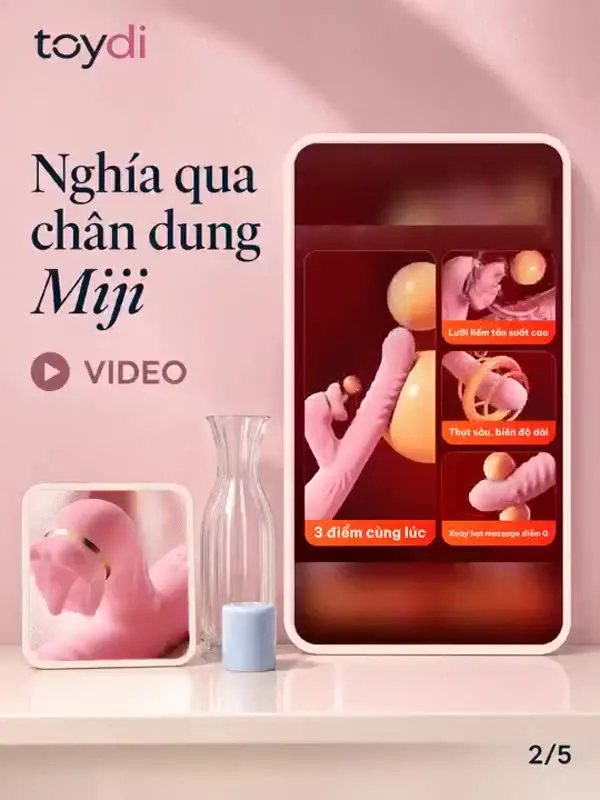 toydi
Nghía qua
chân dung
Miji
VIDEO
3 điểm cùng lúc
Lưỡi liếm tần suất cao
Thụt sâu, biên độ dài
Xoay hạt massage điểm G
2/5